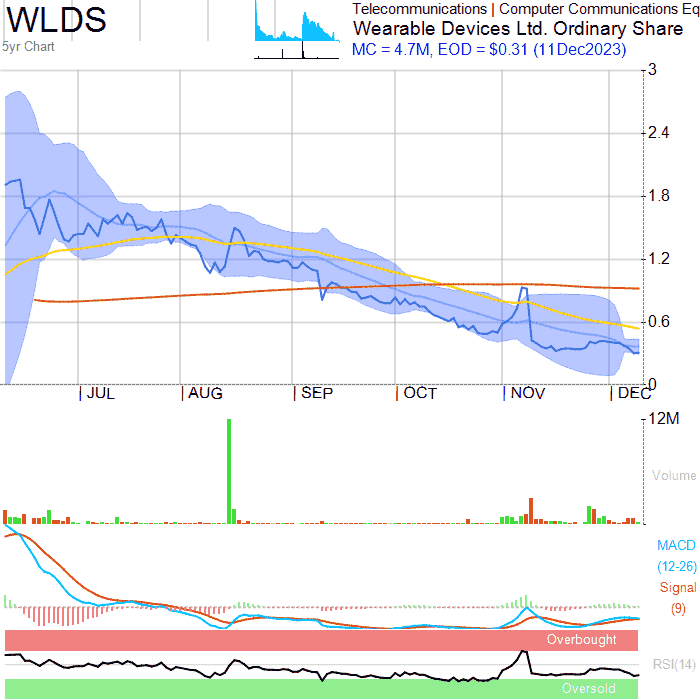 WLDS
5yr Chart
Telecommunications | Computer Communications Eq
Wearable Devices Ltd. Ordinary Share
MC = 4.7M, EOD = $0.31 (11Dec2023)
3
2.4
1.8
1.2
0.6
0
JUL AUG SEP OCT NOV DEC
12M
Volume
MACD
(12-26)
Signal
(9)
Overbought
RSI(14)
Oversold